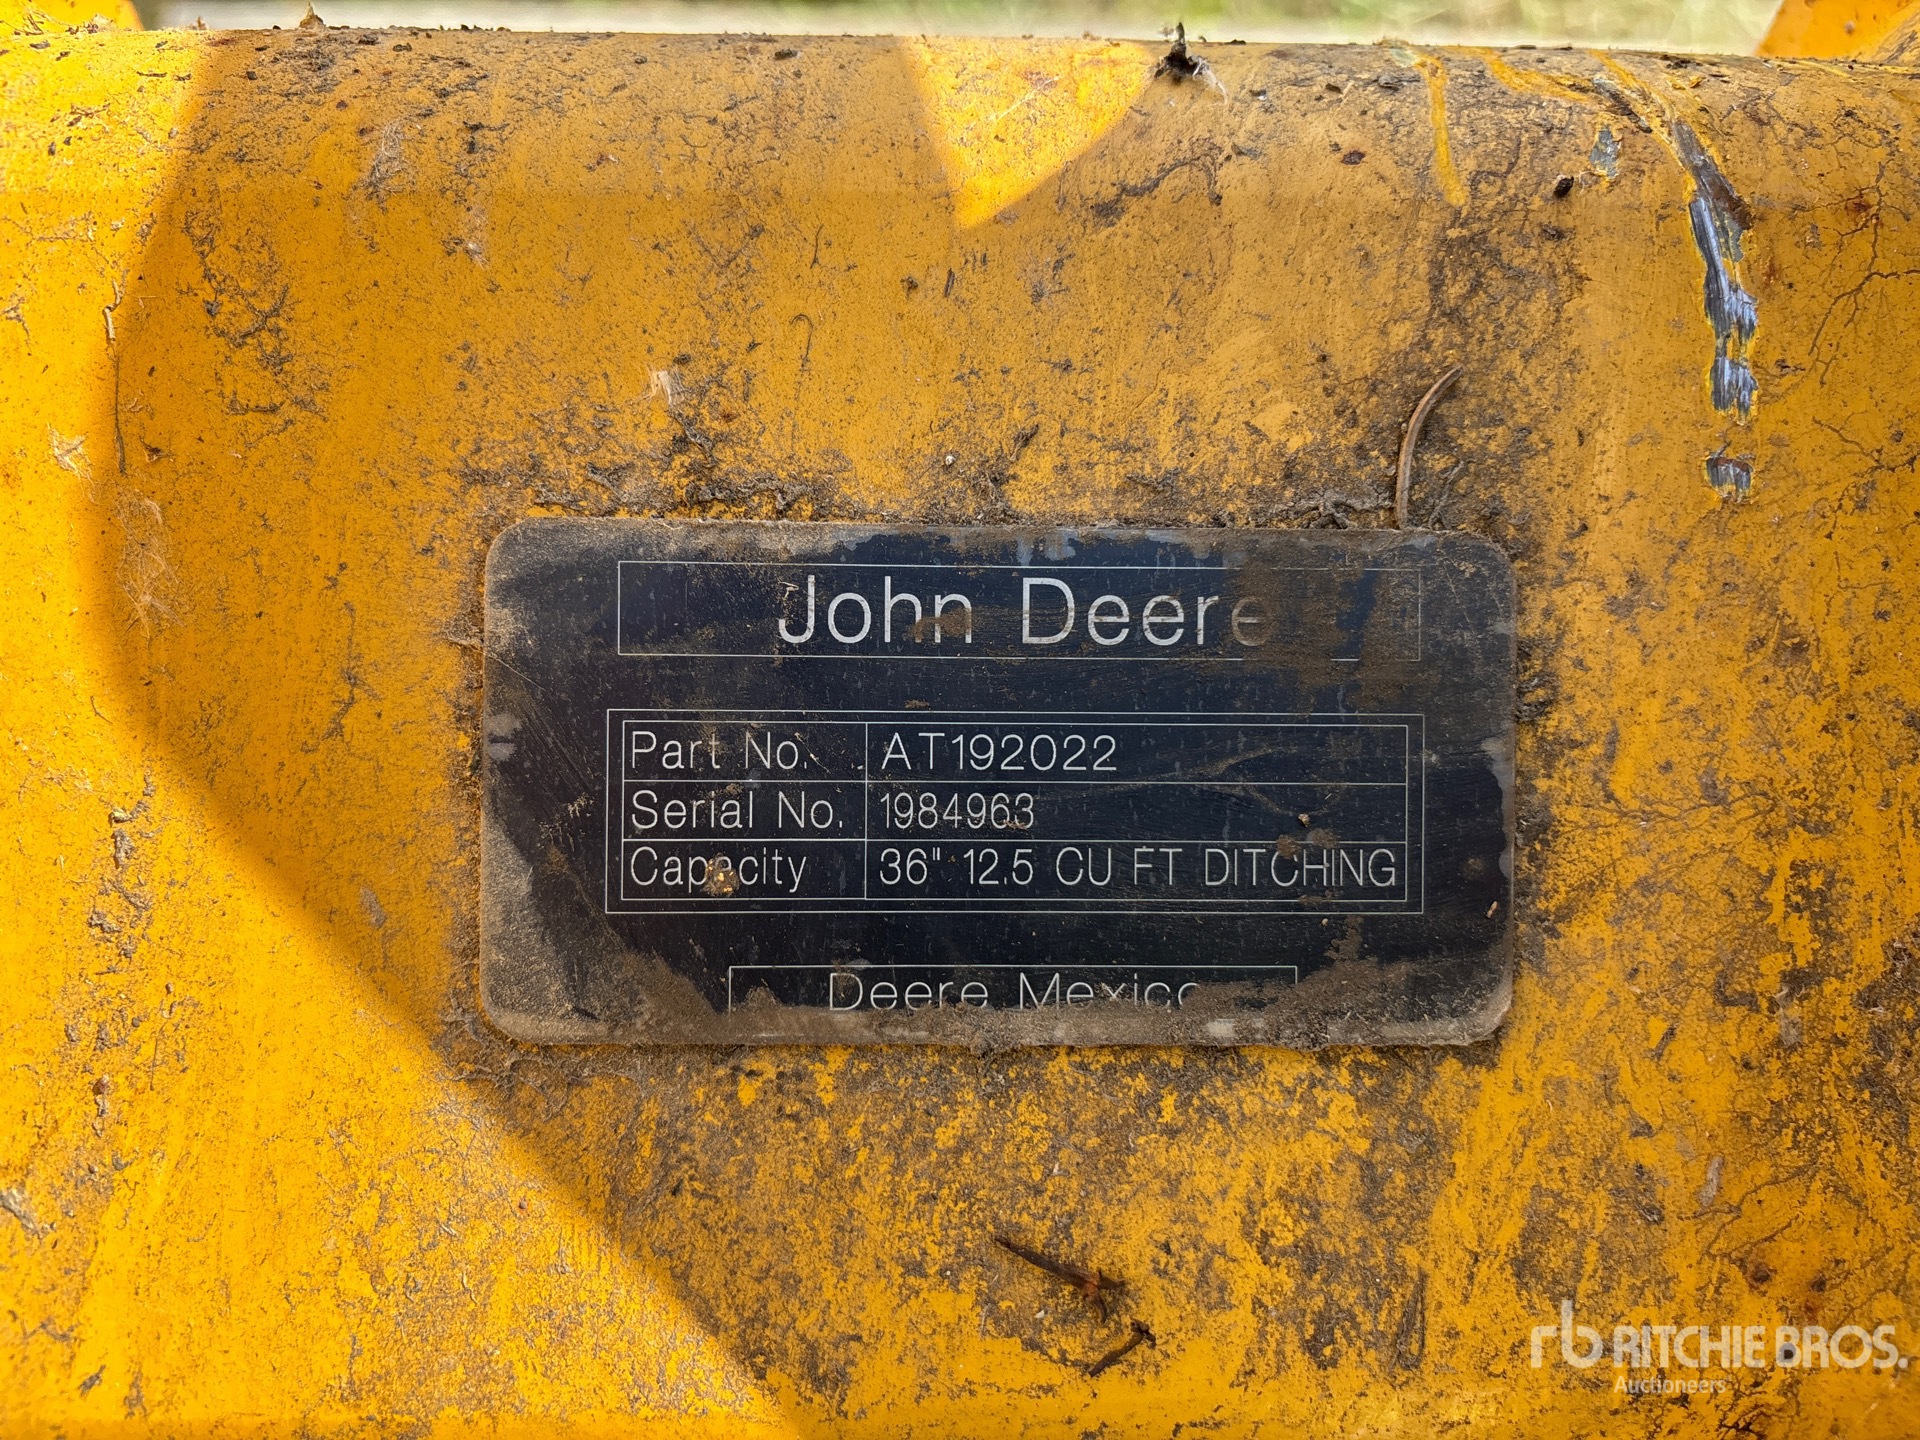 John Deere
Part No. AT192022
Serial No. 1984963
Capacity 36" 12.5 CU FT DITCHING
Deere Mexico
rb RITCHIE BROS.
Auctioneers